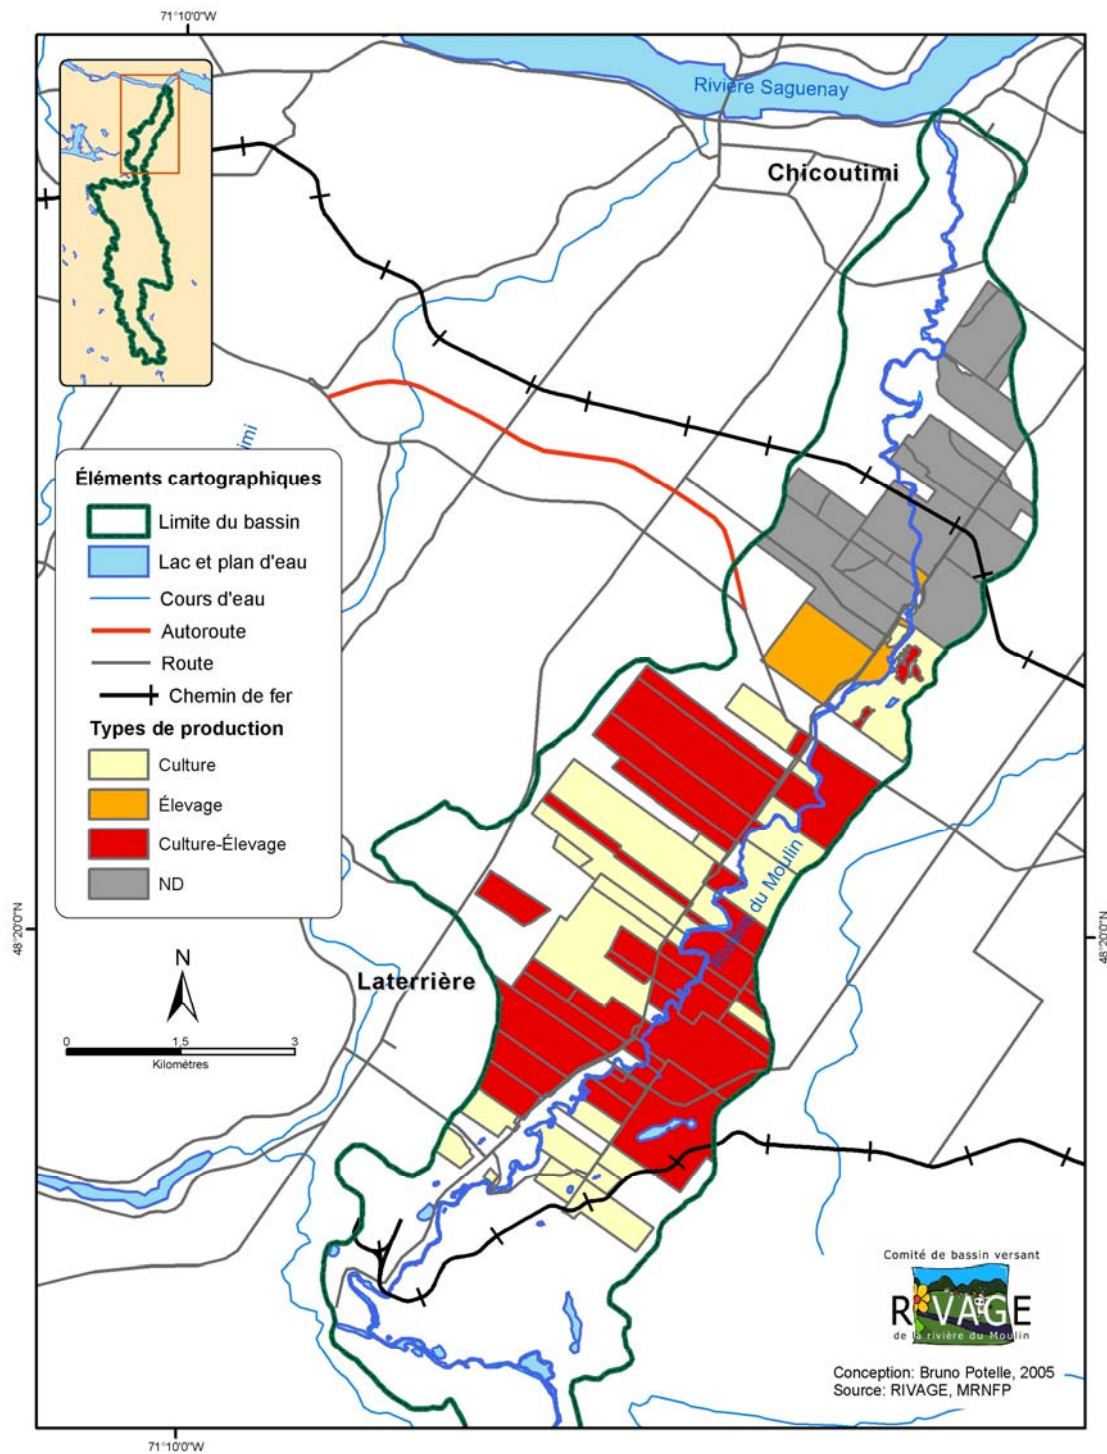 71°10'0"W
Rivière Saguenay
Chicoutimi
imi
Éléments cartographiques
Limite du bassin
Lac et plan d'eau
Cours d'eau
Autoroute
Route
Chemin de fer
Types de production
Culture
Élevage
Culture-Élevage
ND
Rivière du Moulin
48°20'0"N
48°20'0"N
N
Laterrière
0 1,5 3
Kilomètres
Comité de bassin versant
RIVAGE
de la rivière du Moulin
Conception: Bruno Potelle, 2005
Source: RIVAGE, MRNFP
71°10'0"W